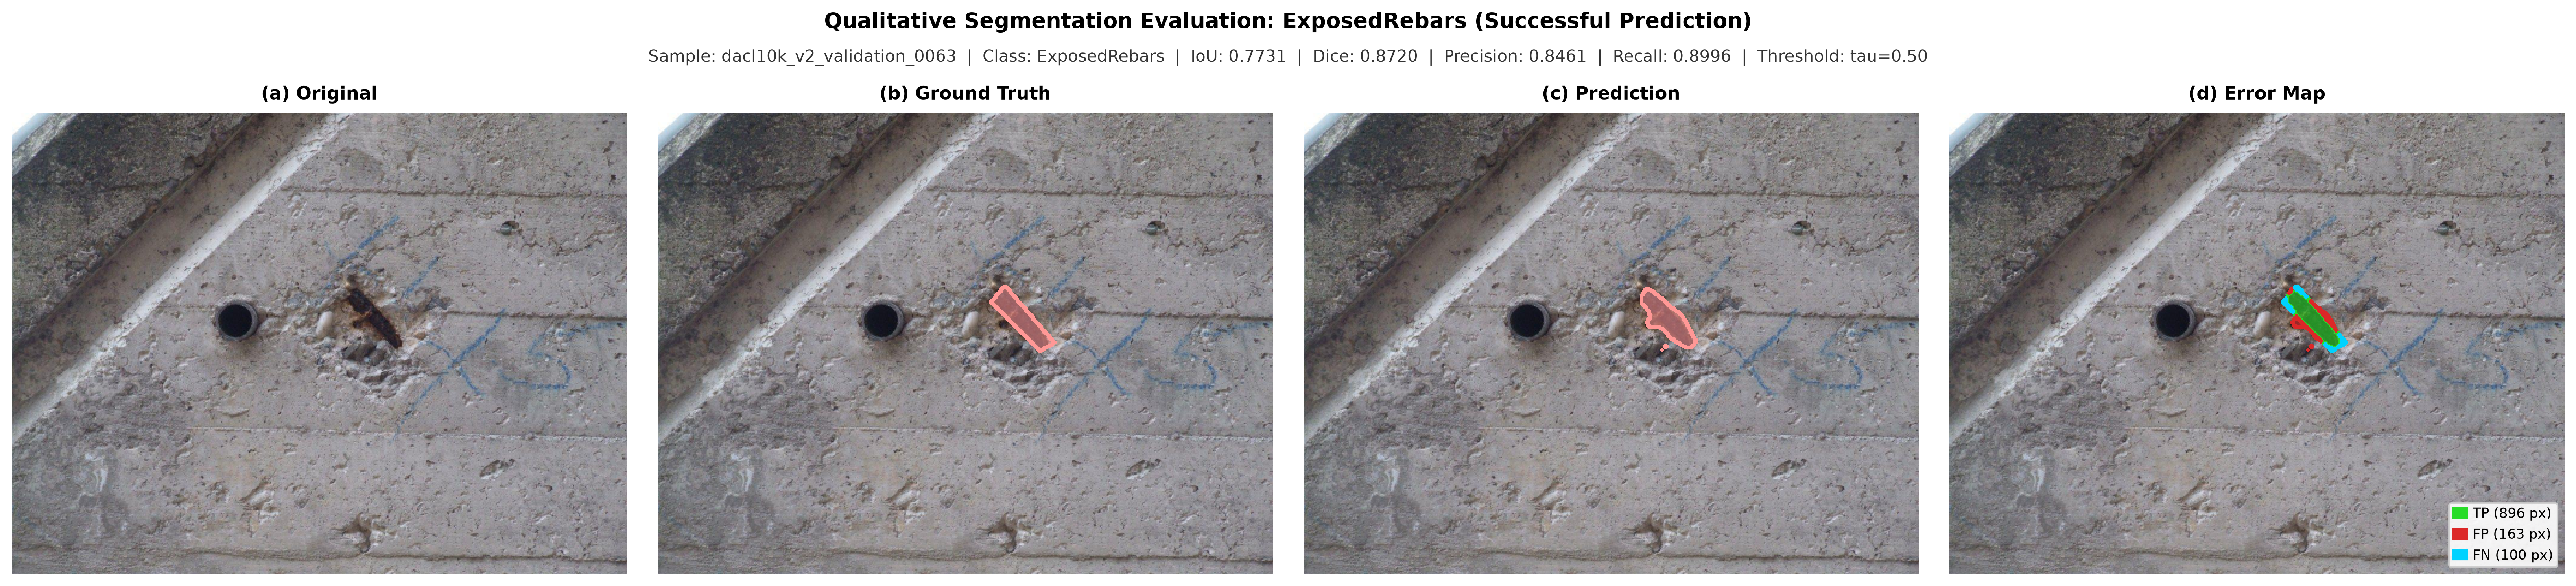 Qualitative Segmentation Evaluation: ExposedRebars (Successful Prediction)
Sample: dacl10k_v2_validation_0063 | Class: ExposedRebars | IoU: 0.7731 | Dice: 0.8720 | Precision: 0.8461 | Recall: 0.8996 | Threshold: tau=0.50
(a) Original
(b) Ground Truth
(c) Prediction
(d) Error Map
TP (896 px)
FP (163 px)
FN (100 px)